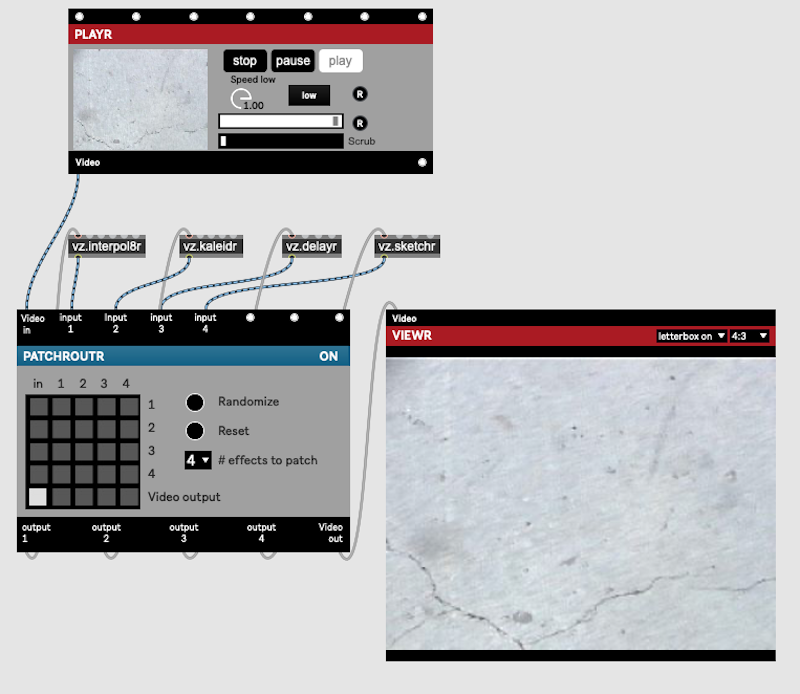 PLAYR
stop pause play
Speed low
1.00
low
R
R
Scrub
Video
vz.interpol8r vz.kaleidr vz.delayr vz.sketchr
Video in
input 1
Input 2
input 3
input 4
PATCHROUTR ON
in 1 2 3 4
1
2
3
4
Video output
Randomize
Reset
4 # effects to patch
output 1
output 2
output 3
output 4
Video out
Video
VIEWR
letterbox on 4:3